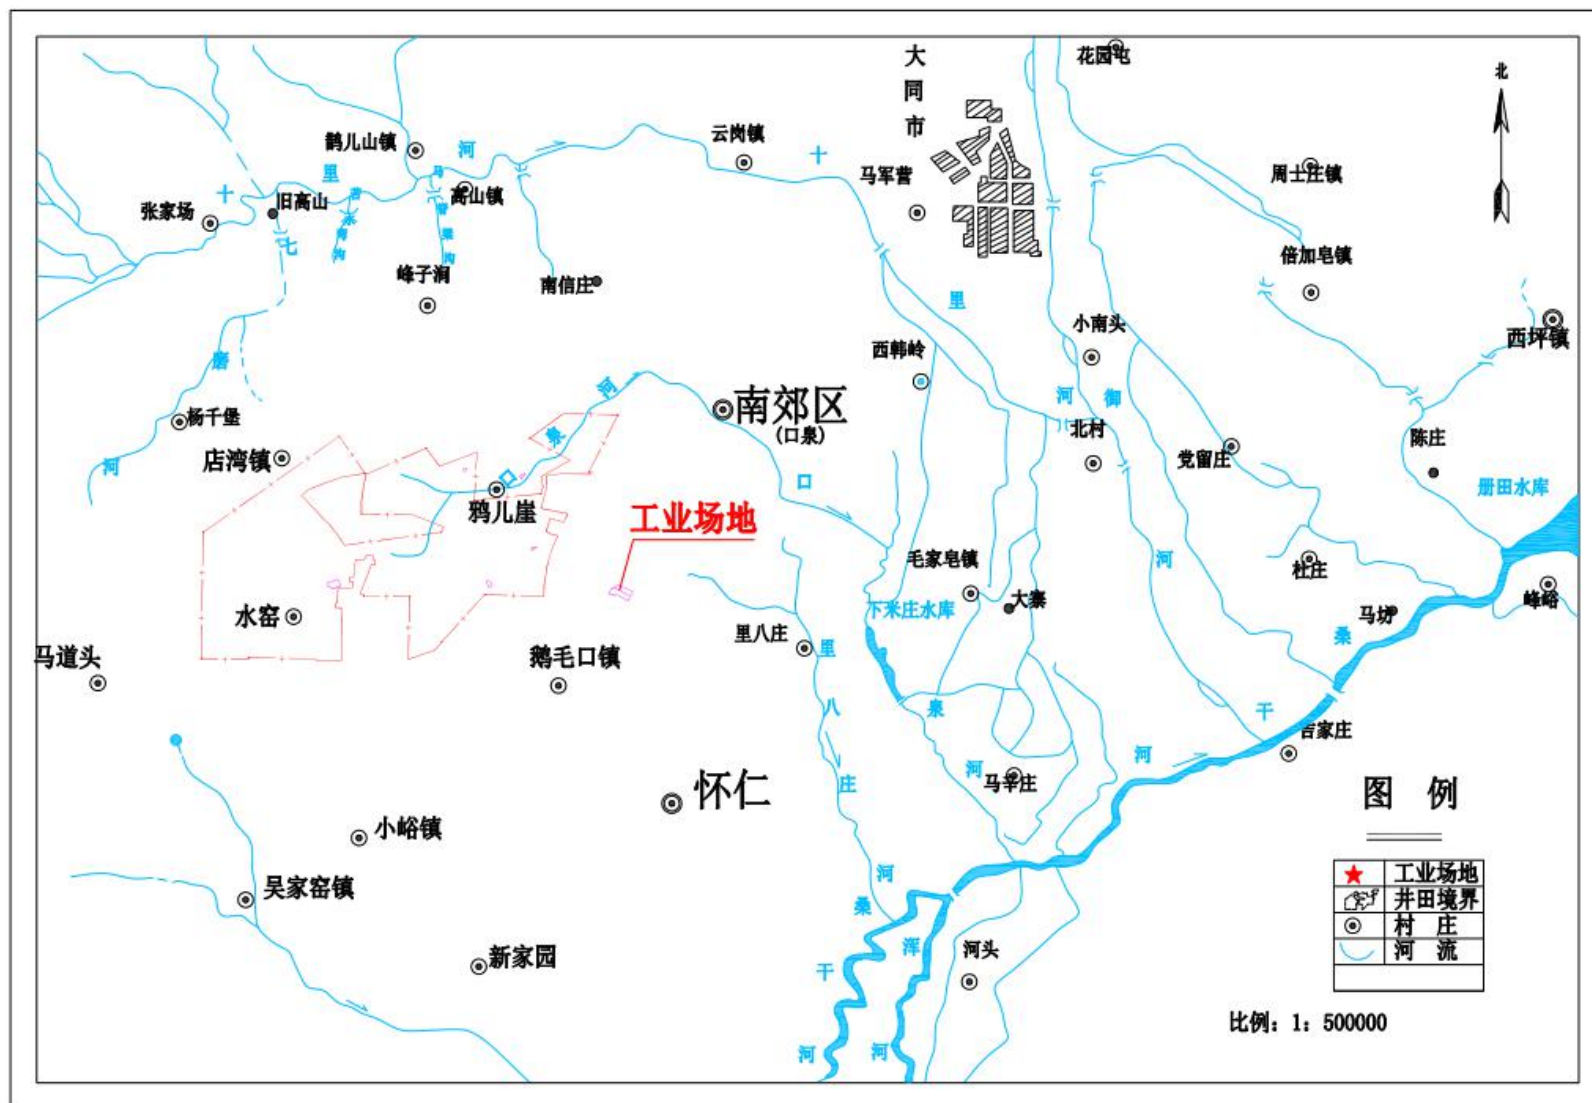 大同市
花园屯
北
鹊儿山镇
云岗镇
河
十
马军营
周士庄镇
里
十
马
高山镇
旧高山
张家场
七
营
梁
沟
峰子涧
南信庄
倍加皂镇
里
小南头
西坪镇
西韩岭
磨
河
南郊区
(口泉)
河
御
杨千堡
泉
北村
陈庄
党留庄
店湾镇
河
口
口
册田水库
鸦儿崖
工业场地
毛家皂镇
河
杜庄
大寨
下米庄水库
峰峪
水窑
马坊
里八庄
里
桑
马道头
鹅毛口镇
八
泉
干
吉家庄
河
庄
河
马辛庄
怀仁
图 例
小峪镇
河
工业场地
吴家窑镇
桑
井田境界
村 庄
新家园
浑
河头
河 流
干
比例：1：500000
河
河